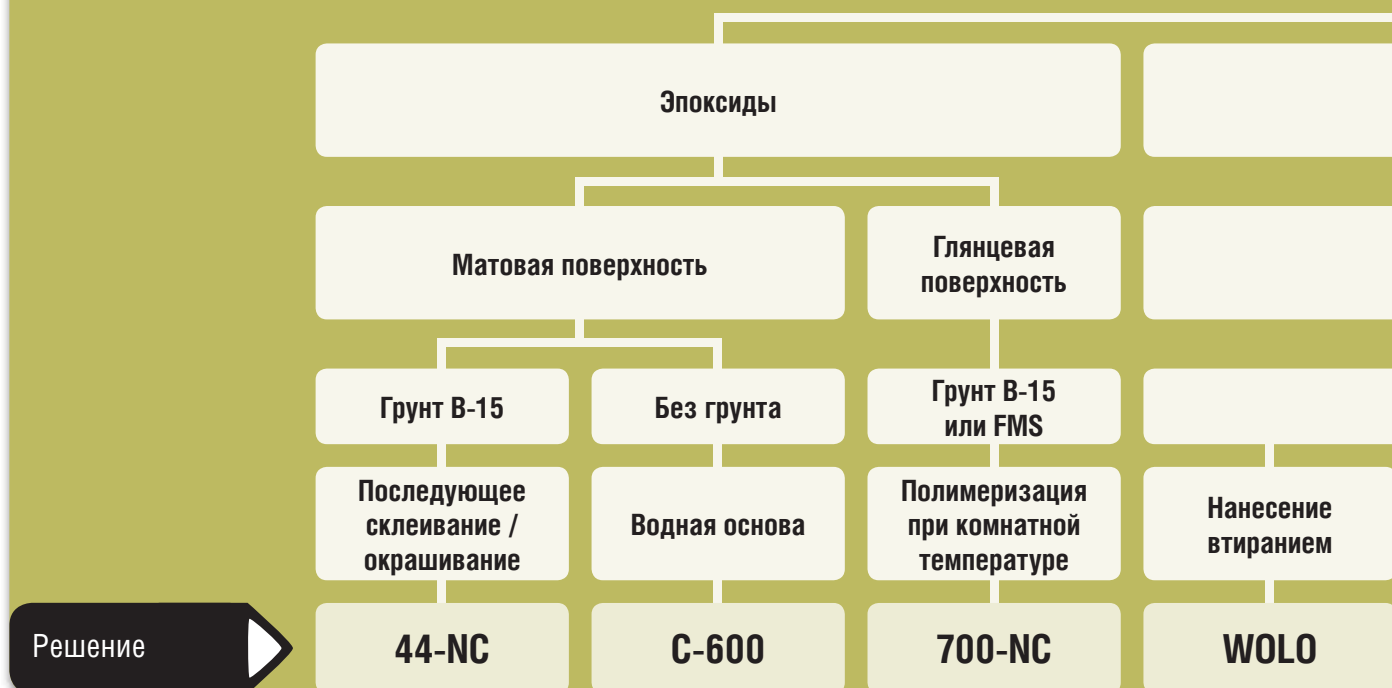 Эпоксиды
Матовая поверхность
Глянцевая
поверхность
Грунт B-15
Без грунта
Грунт B-15
или FMS
Последующее
склеивание /
окрашивание
Водная основа
Полимеризация
при комнатной
температуре
Нанесение
втиранием
Решение
44-NC
C-600
700-NC
WOLO